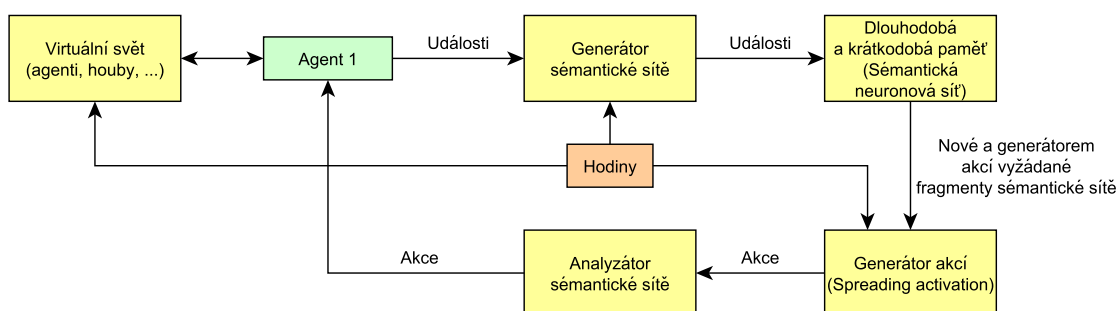 Virtuální svět
(agenti, houby, ...)
Agent 1
Události
Generátor
sémantické sítě
Události
Dlouhodobá
a krátkodobá paměť
(Sémantická
neuronová síť)
Hodiny
Nové a generátorem
akcí vyžádané
fragmenty sémantické sítě
Akce
Analyzátor
sémantické sítě
Akce
Generátor akcí
(Spreading activation)